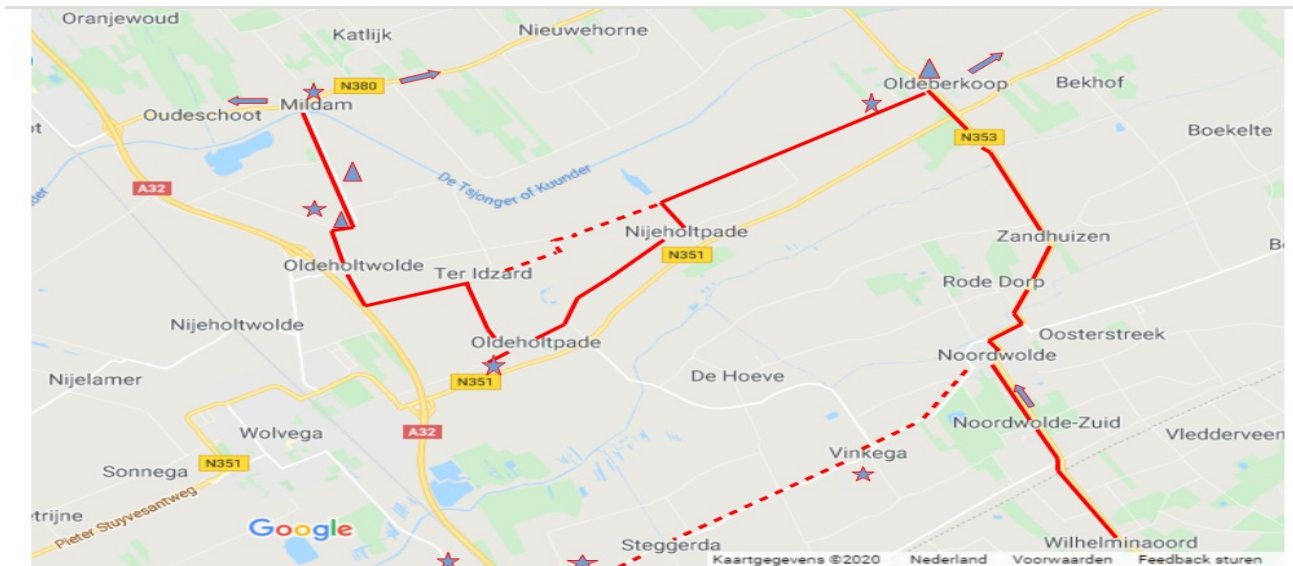 Oranjewoud
Katlijk
Nieuwehorne
N380
Oldeberkoop
Bekhof
Oudeschoot
Mildam
N353
Boekelte
A32
De Tsjonger of Kuunder
Nijeholtpade
N351
Zandhuizen
Oldeholtwolde
Ter Idzard
Rode Dorp
Nijeholtwolde
Oldeholtpade
Oosterstreek
Noordwolde
Nijelamer
N351
De Hoeve
Wolvega
A32
Noordwolde-Zuid
Vledderveen
Sonnega
N351
Vinkega
trijne
Pieter Stuyvesantweg
Google
Steggerda
Wilhelminaoord
Kaartgegevens ©2020 Nederland Voorwaarden Feedback sturen